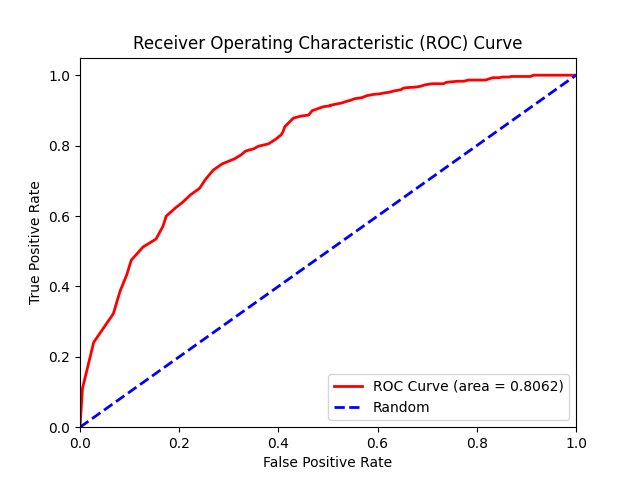 Receiver Operating Characteristic (ROC) Curve
True Positive Rate
1.0
0.8
0.6
0.4
0.2
0.0
0.0 0.2 0.4 0.6 0.8 1.0
False Positive Rate
ROC Curve (area = 0.8062)
Random